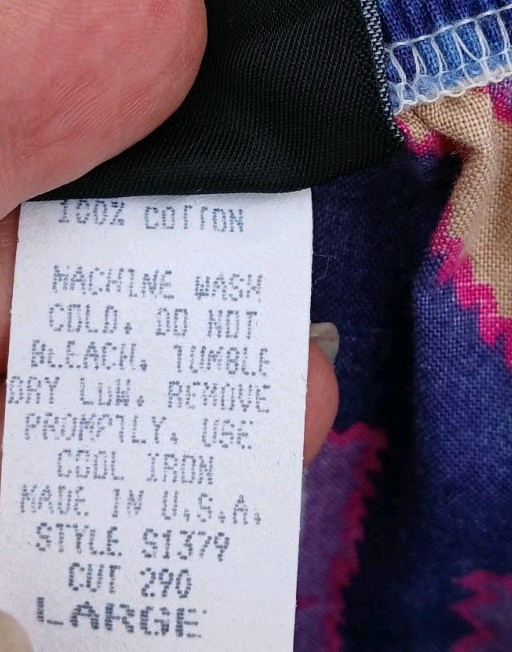 100% COTTON
MACHINE WASH
COLD. DO NOT
BLEACH. TUMBLE
DRY LOW. REMOVE
PROMPTLY. USE
COOL IRON
MADE IN U.S.A.
STYLE S1379
CUT 290
LARGE